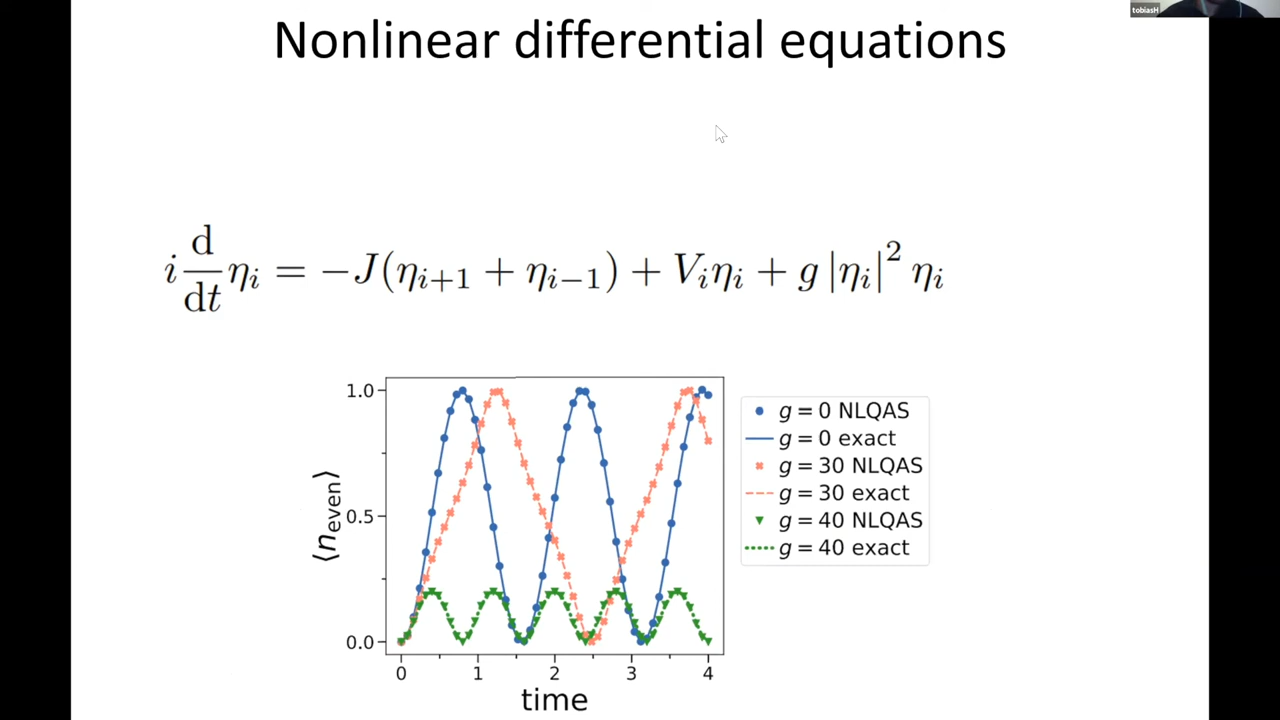 tobiasH
Nonlinear differential equations
i d/dt η_i = −J(η_{i+1} + η_{i−1}) + V_i η_i + g |η_i|² η_i
1.0
0.5
0.0
⟨n_even⟩
0 1 2 3 4
time
g = 0 NLQAS
g = 0 exact
g = 30 NLQAS
g = 30 exact
g = 40 NLQAS
g = 40 exact